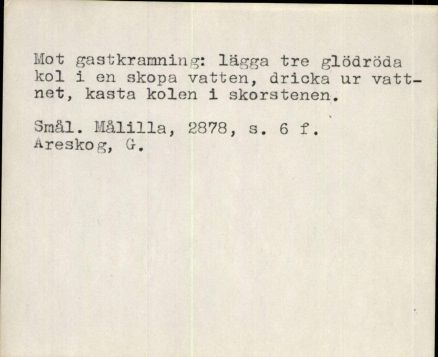 Mot gastkramning: lägga tre glödröda
kol i en skopa vatten, dricka ur vatt-
net, kasta kolen i skorstenen.
Smål. Målilla, 2878, s. 6 f.
Areskog, G.